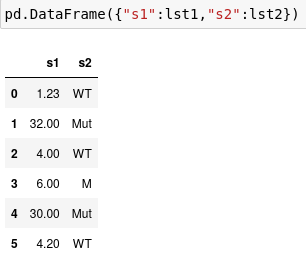 pd.DataFrame({"s1":lst1,"s2":lst2})
s1 s2
0 1.23 WT
1 32.00 Mut
2 4.00 WT
3 6.00 M
4 30.00 Mut
5 4.20 WT